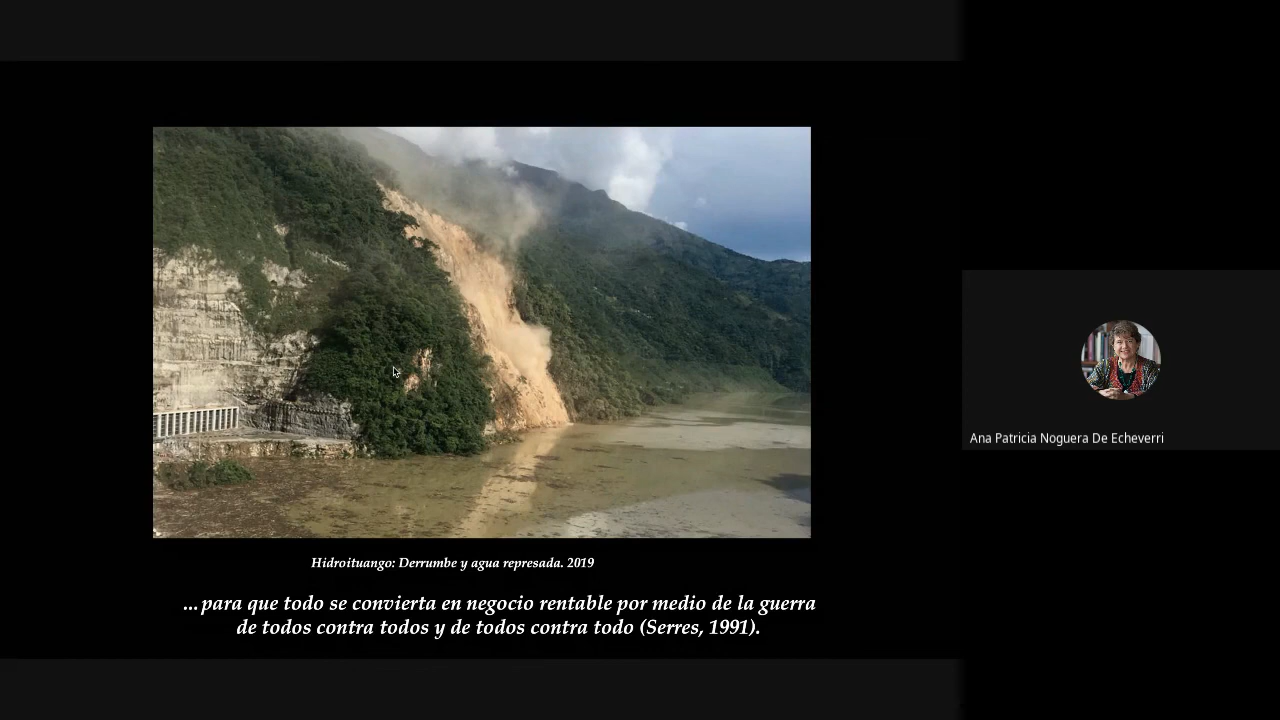 Hidroituango: Derrumbe y agua represada. 2019
...para que todo se convierta en negocio rentable por medio de la guerra
de todos contra todos y de todos contra todo (Serres, 1991).
Ana Patricia Noguera De Echeverri